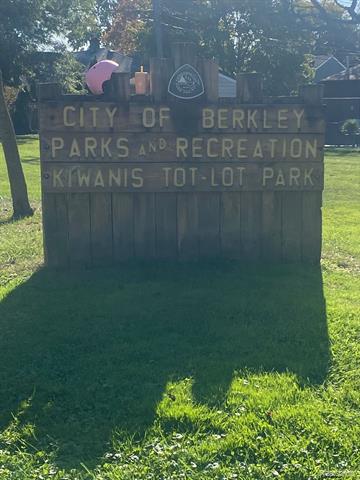 CITY OF BERKLEY
PARKS AND RECREATION
KIWANIS TOT-LOT PARK